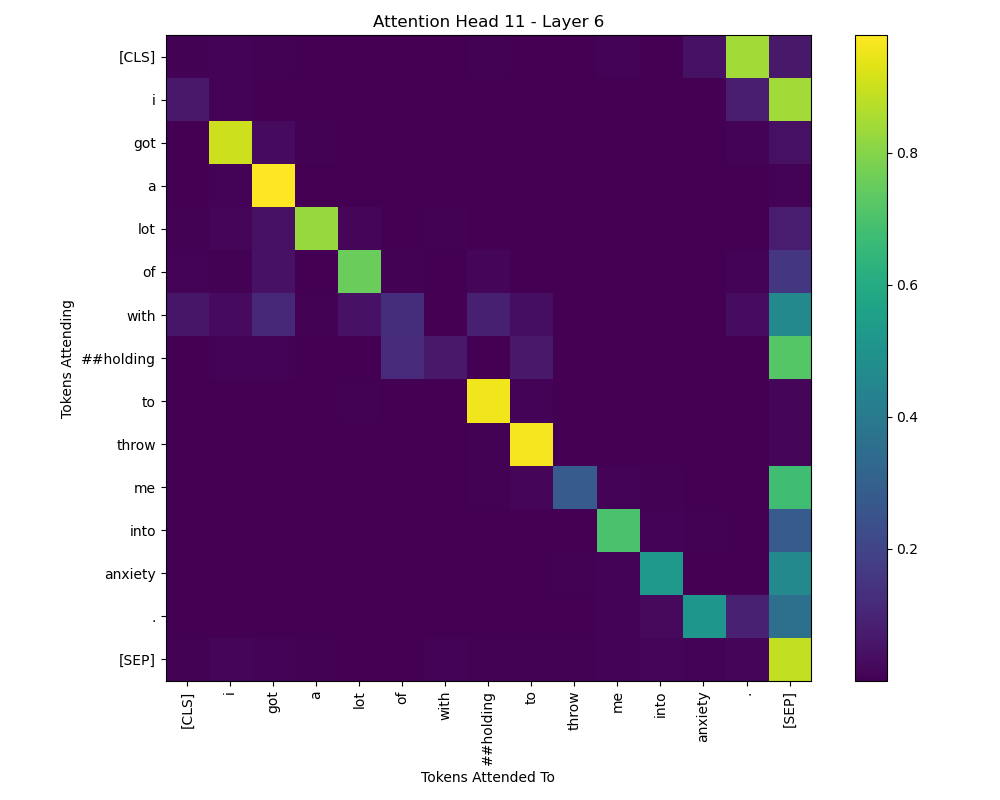 Attention Head 11 - Layer 6
[CLS]
i
got
a
lot
of
with
##holding
to
throw
me
into
anxiety
.
[SEP]
Tokens Attending
[CLS]
i
got
a
lot
of
with
##holding
to
throw
me
into
anxiety
.
[SEP]
Tokens Attended To
0.8
0.6
0.4
0.2